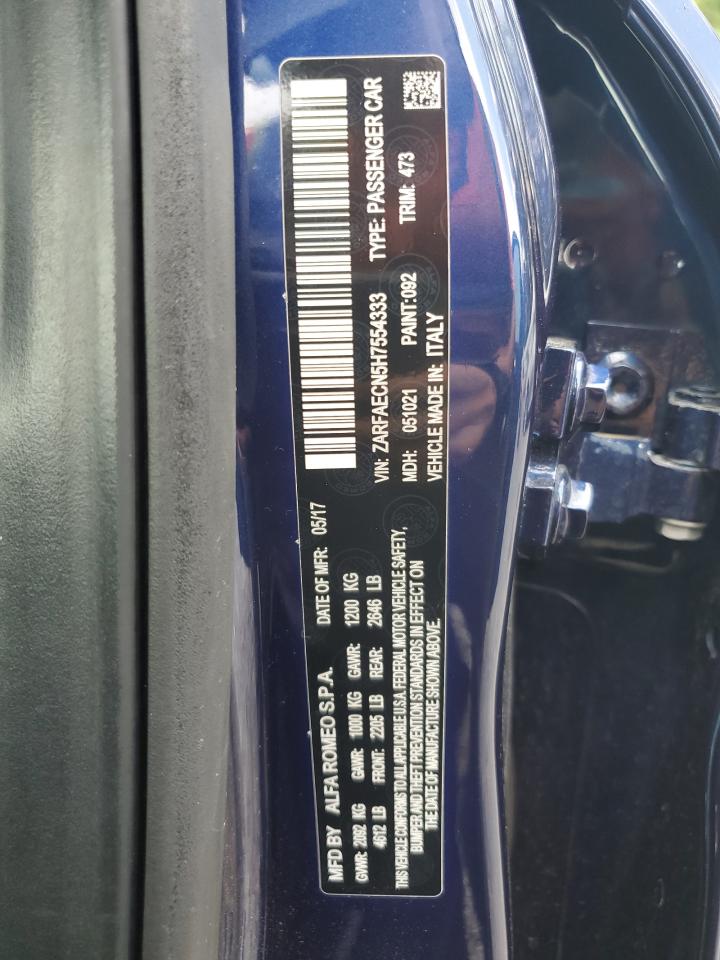 MFD BY ALFA ROMEO S.P.A. DATE OF MFR: 05/17
GVWR: 2092 KG GAWR: 1000 KG GAWR: 1200 KG
4612 LB FRONT: 2205 LB REAR: 2646 LB
THIS VEHICLE CONFORMS TO ALL APPLICABLE U.S.A. FEDERAL MOTOR VEHICLE SAFETY,
BUMPER AND THEFT PREVENTION STANDARDS IN EFFECT ON
THE DATE OF MANUFACTURE SHOWN ABOVE.
VIN: ZARFAECN5H7554333 TYPE: PASSENGER CAR
MDH: 051021 PAINT:092 TRIM: 473
VEHICLE MADE IN: ITALY